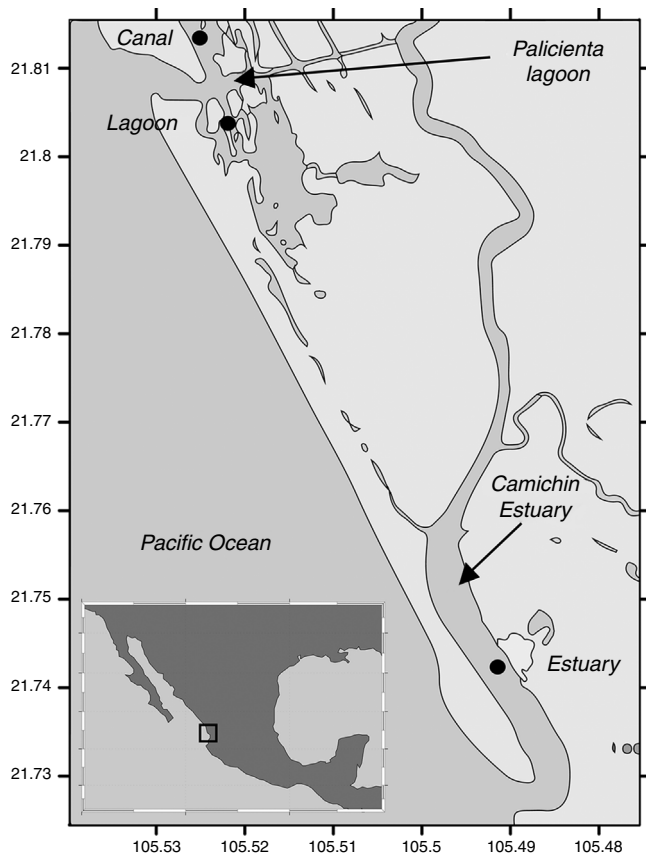 Canal
Palicienta
lagoon
Lagoon
Camichin
Estuary
Pacific Ocean
Estuary
21.81
21.8
21.79
21.78
21.77
21.76
21.75
21.74
21.73
105.53
105.52
105.51
105.5
105.49
105.48